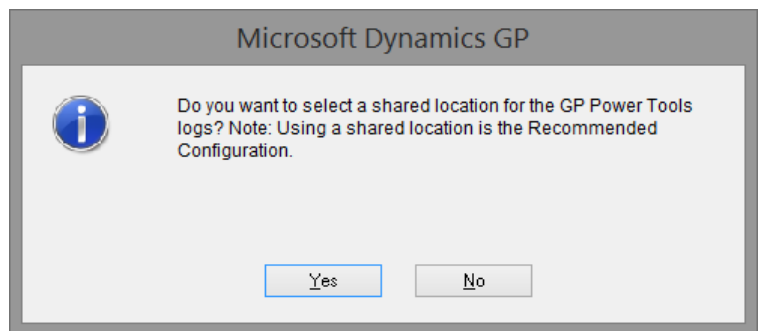 Microsoft Dynamics GP
Do you want to select a shared location for the GP Power Tools
logs? Note: Using a shared location is the Recommended
Configuration.
Yes
No